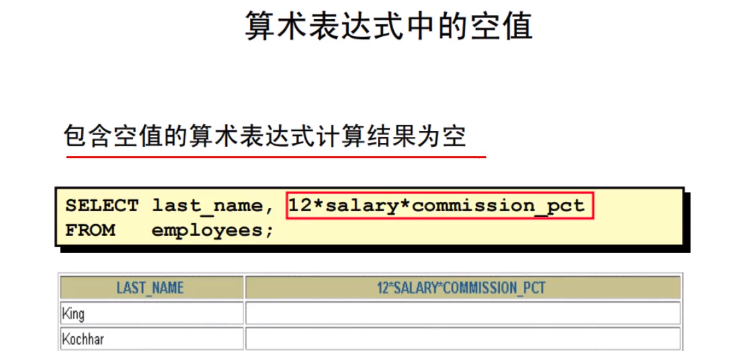 算术表达式中的空值
包含空值的算术表达式计算结果为空
SELECT last_name, 12*salary*commission_pct
FROM employees;
LAST_NAME 12*SALARY*COMMISSION_PCT
King
Kochhar